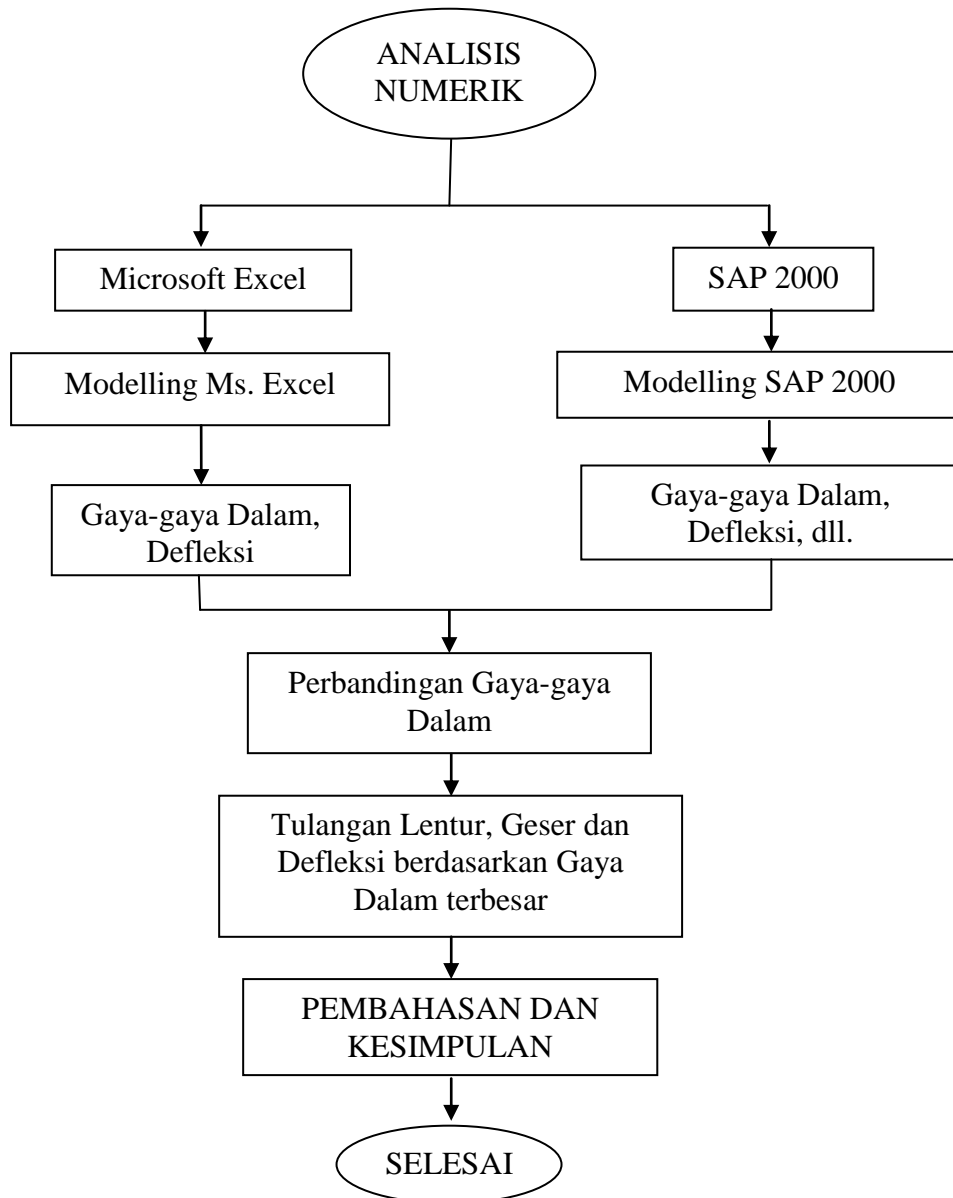 ANALISIS
NUMERIK
Microsoft Excel
SAP 2000
Modelling Ms. Excel
Modelling SAP 2000
Gaya-gaya Dalam,
Defleksi
Gaya-gaya Dalam,
Defleksi, dll.
Perbandingan Gaya-gaya
Dalam
Tulangan Lentur, Geser dan
Defleksi berdasarkan Gaya
Dalam terbesar
PEMBAHASAN DAN
KESIMPULAN
SELESAI